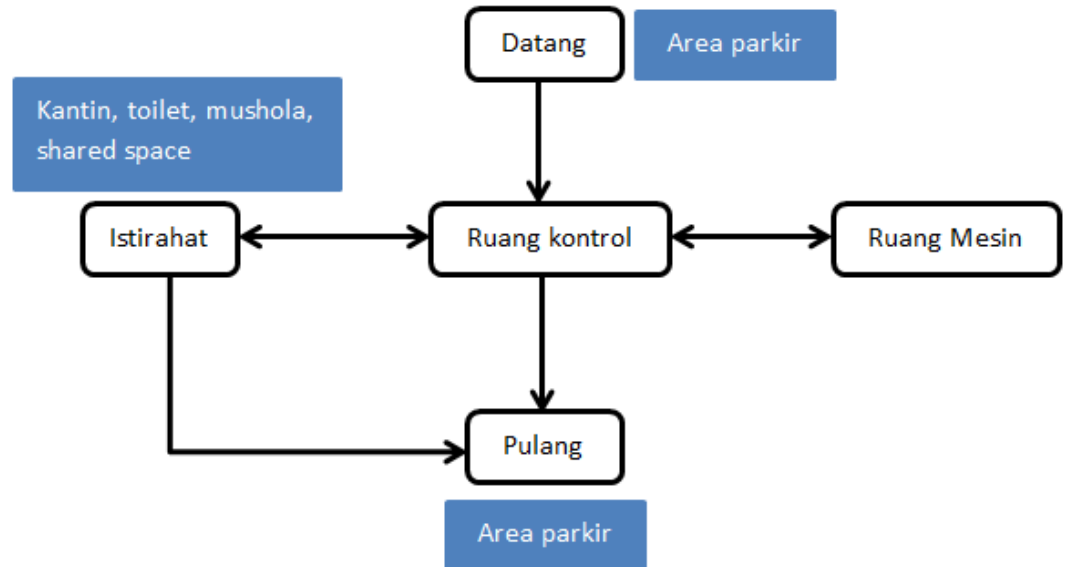 Datang
Area parkir
Kantin, toilet, mushola,
shared space
Istirahat
Ruang kontrol
Ruang Mesin
Pulang
Area parkir